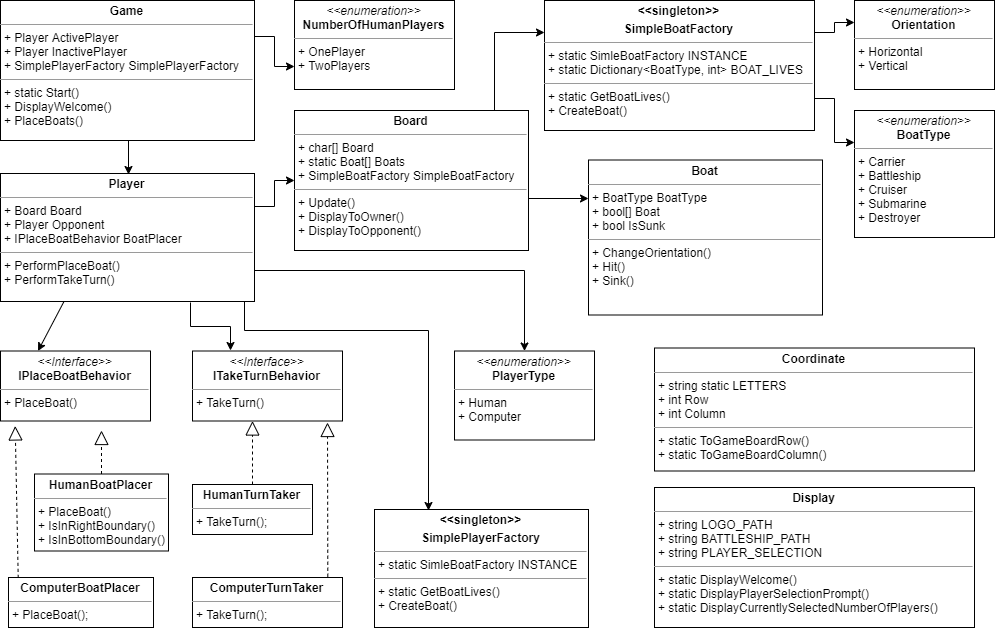 Game
+ Player ActivePlayer
+ Player InactivePlayer
+ SimplePlayerFactory SimplePlayerFactory
+ static Start()
+ DisplayWelcome()
+ PlaceBoats()
<<enumeration>>
NumberOfHumanPlayers
+ OnePlayer
+ TwoPlayers
<<singleton>>
SimpleBoatFactory
+ static SimleBoatFactory INSTANCE
+ static Dictionary<BoatType, int> BOAT_LIVES
+ static GetBoatLives()
+ CreateBoat()
<<enumeration>>
Orientation
+ Horizontal
+ Vertical
Board
+ char[] Board
+ static Boat[] Boats
+ SimpleBoatFactory SimpleBoatFactory
+ Update()
+ DisplayToOwner()
+ DisplayToOpponent()
<<enumeration>>
BoatType
+ Carrier
+ Battleship
+ Cruiser
+ Submarine
+ Destroyer
Player
+ Board Board
+ Player Opponent
+ IPlaceBoatBehavior BoatPlacer
+ PerformPlaceBoat()
+ PerformTakeTurn()
Boat
+ BoatType BoatType
+ bool[] Boat
+ bool IsSunk
+ ChangeOrientation()
+ Hit()
+ Sink()
<<Interface>>
IPlaceBoatBehavior
+ PlaceBoat()
<<Interface>>
ITakeTurnBehavior
+ TakeTurn()
<<enumeration>>
PlayerType
+ Human
+ Computer
Coordinate
+ string static LETTERS
+ int Row
+ int Column
+ static ToGameBoardRow()
+ static ToGameBoardColumn()
HumanBoatPlacer
+ PlaceBoat()
+ IsInRightBoundary()
+ IsInBottomBoundary()
HumanTurnTaker
+ TakeTurn();
<<singleton>>
SimplePlayerFactory
+ static SimleBoatFactory INSTANCE
+ static GetBoatLives()
+ CreateBoat()
Display
+ string LOGO_PATH
+ string BATTLESHIP_PATH
+ string PLAYER_SELECTION
+ static DisplayWelcome()
+ static DisplayPlayerSelectionPrompt()
+ static DisplayCurrentlySelectedNumberOfPlayers()
ComputerBoatPlacer
+ PlaceBoat();
ComputerTurnTaker
+ TakeTurn();